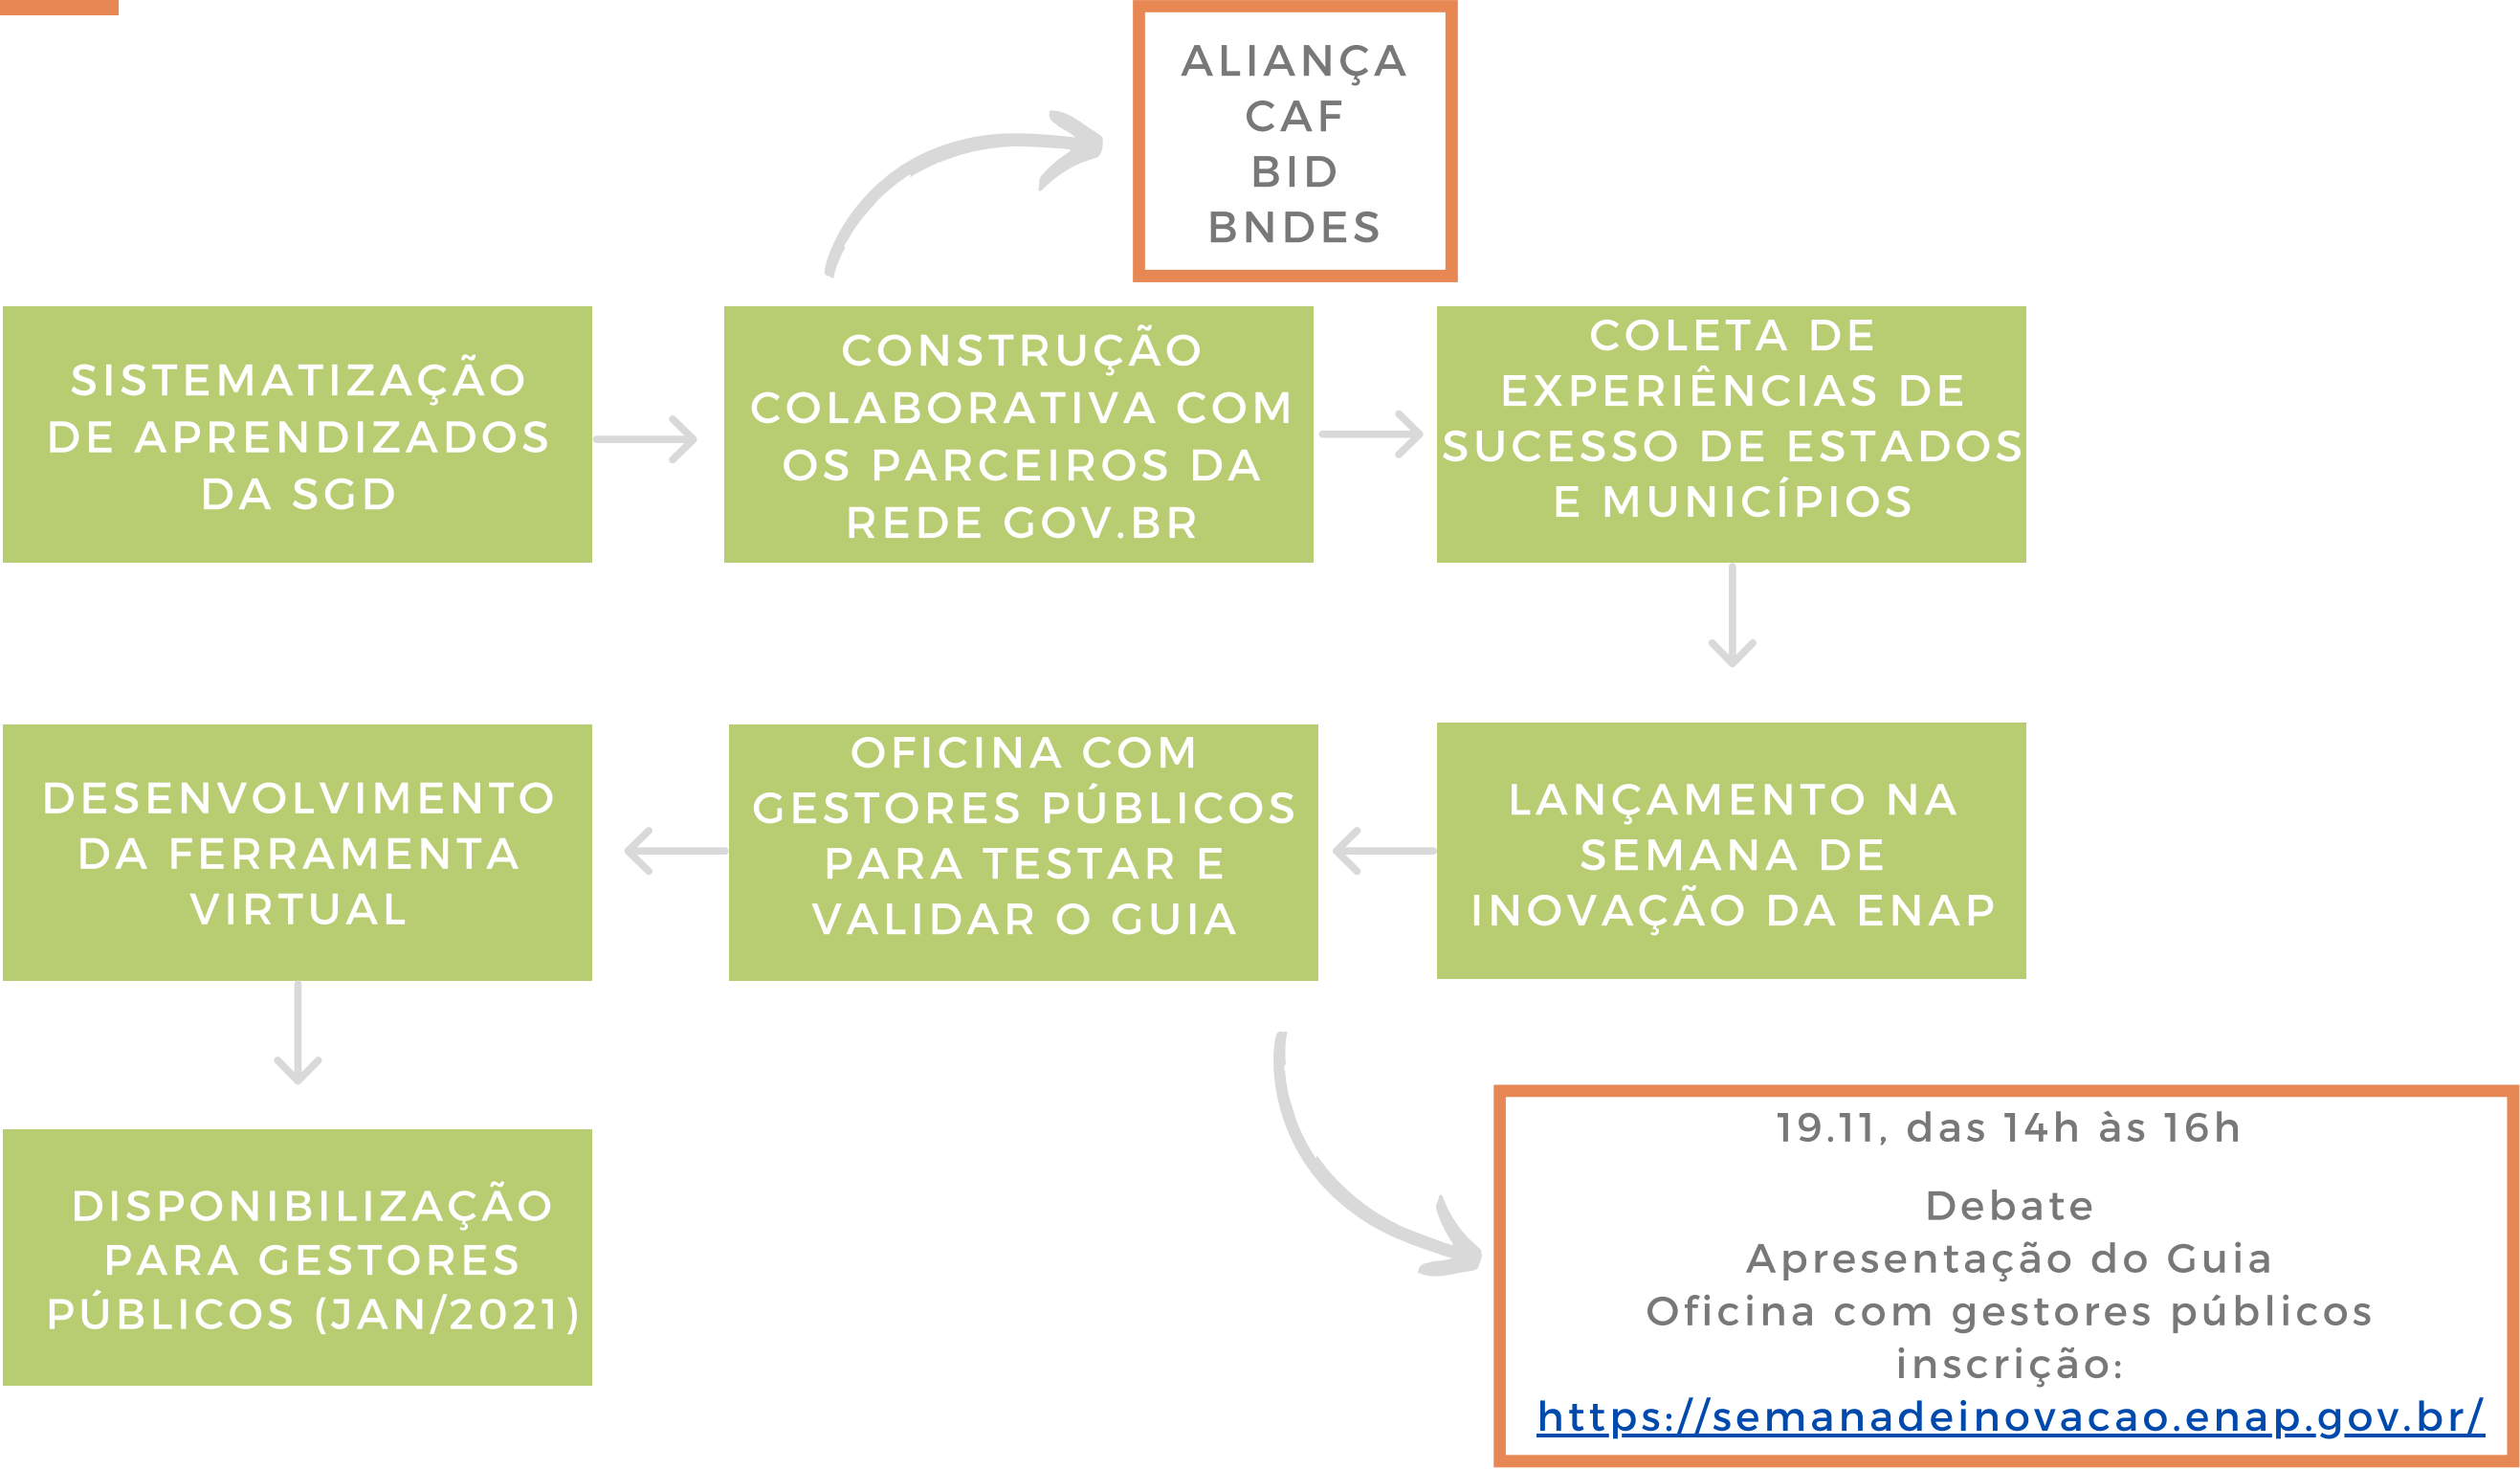 ALIANÇA
CAF
BID
BNDES
SISTEMATIZAÇÃO
DE APRENDIZADOS
DA SGD
CONSTRUÇÃO
COLABORATIVA COM
OS PARCEIROS DA
REDE GOV.BR
COLETA DE
EXPERIÊNCIAS DE
SUCESSO DE ESTADOS
E MUNICÍPIOS
LANÇAMENTO NA
SEMANA DE
INOVAÇÃO DA ENAP
OFICINA COM
GESTORES PÚBLICOS
PARA TESTAR E
VALIDAR O GUIA
DESENVOLVIMENTO
DA FERRAMENTA
VIRTUAL
DISPONIBILIZAÇÃO
PARA GESTORES
PÚBLICOS (JAN/2021)
19.11, das 14h às 16h
Debate
Apresentação do Guia
Oficina com gestores públicos
inscrição:
https://semanadeinovacao.enap.gov.br/